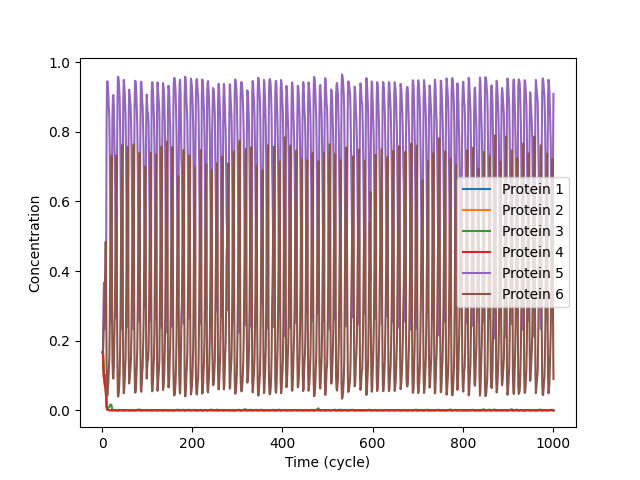 1.0
0.8
0.6
0.4
0.2
0.0
Concentration
0 200 400 600 800 1000
Time (cycle)
Protein 1
Protein 2
Protein 3
Protein 4
Protein 5
Protein 6